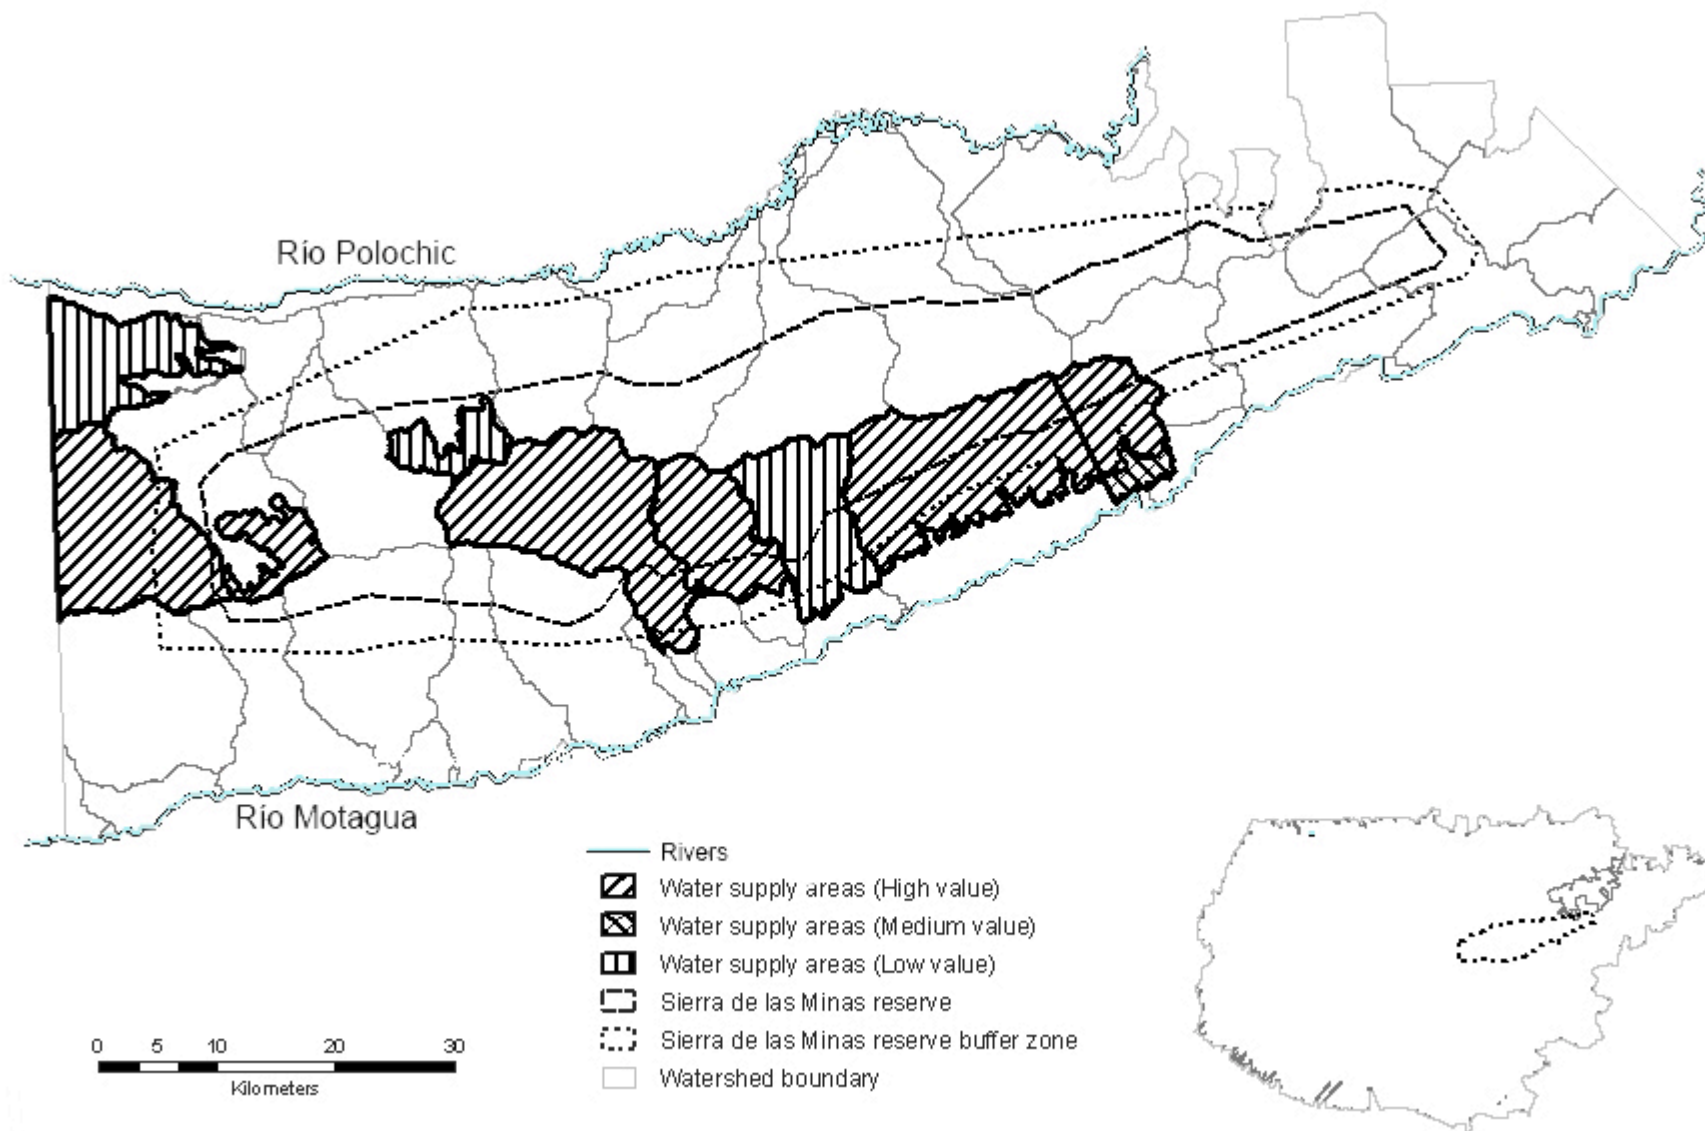 Río Polochic
Río Motagua
Rivers
Water supply areas (High value)
Water supply areas (Medium value)
Water supply areas (Low value)
Sierra de las Minas reserve
Sierra de las Minas reserve buffer zone
Watershed boundary
0 5 10 20 30
Kilometers